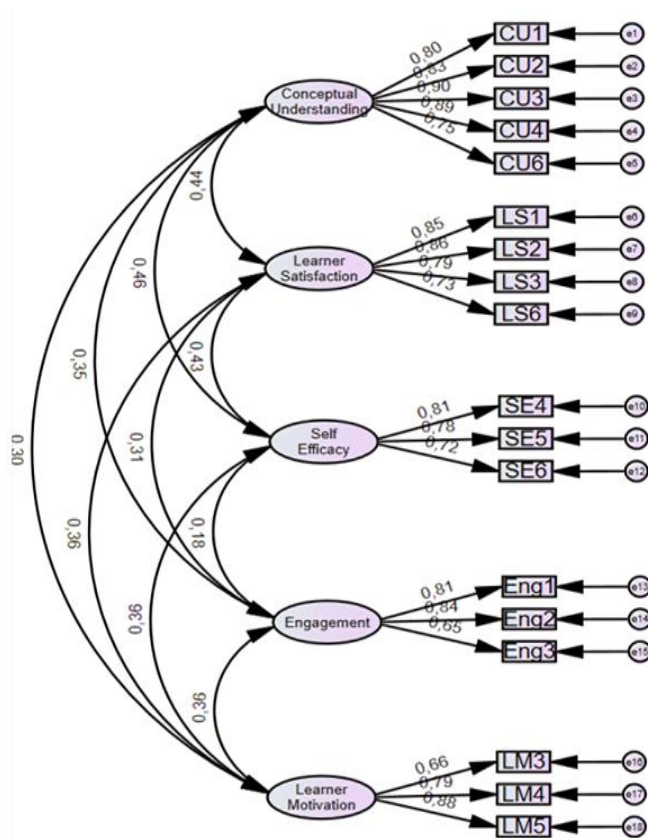 CU1
e1
0,80
CU2
e2
0,83
Conceptual
Understanding
0,90
CU3
e3
0,89
CU4
e4
0,75
CU6
e5
0,44
LS1
e6
0,85
LS2
e7
0,86
Learner
Satisfaction
0,79
LS3
e8
0,73
LS6
e9
0,46
0,43
0,35
0,30
SE4
e10
0,81
Self
Efficacy
0,78
SE5
e11
0,72
SE6
e12
0,31
0,18
0,36
0,36
Eng1
e13
0,81
Engagement
0,84
Eng2
e14
0,65
Eng3
e15
0,36
LM3
e16
0,66
Learner
Motivation
0,79
LM4
e17
0,88
LM5
e18